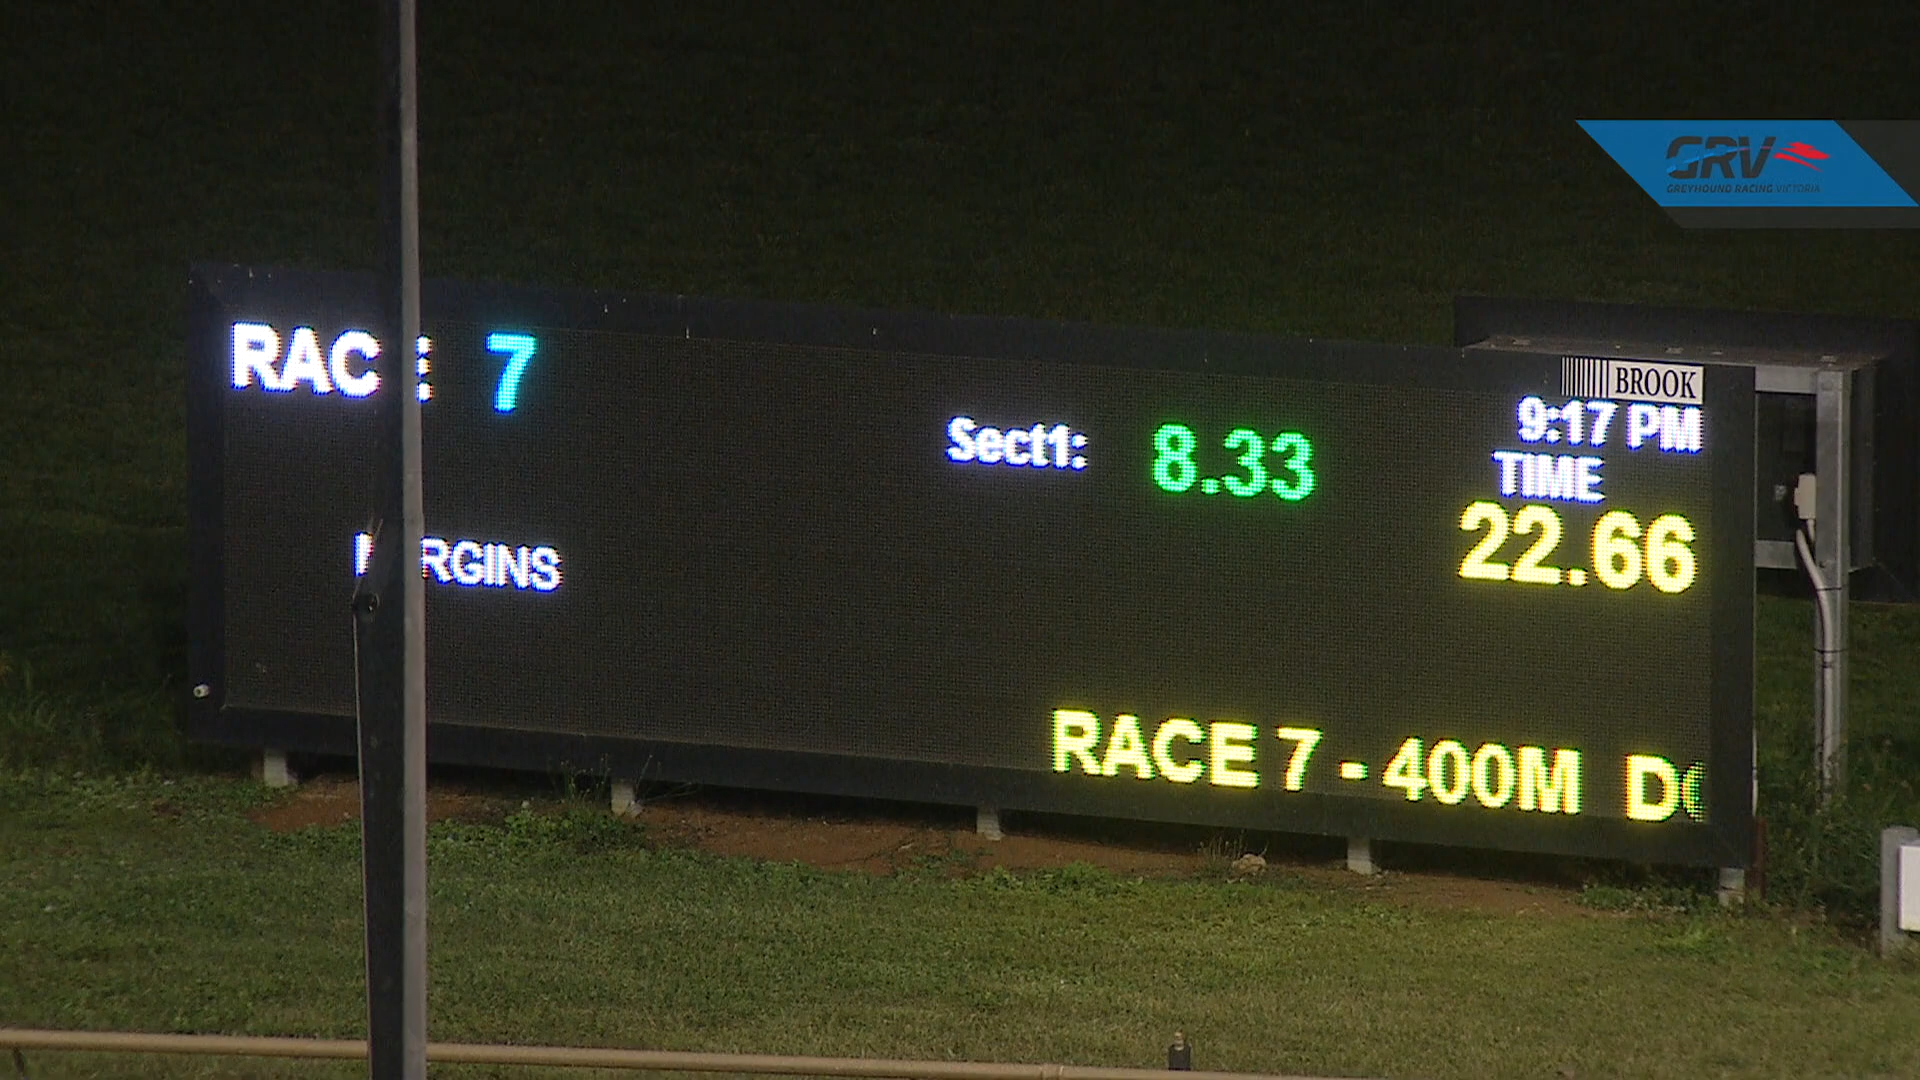 GRV
GREYHOUND RACING VICTORIA
RAC : 7
BROOK
9:17 PM
Sect1: 8.33
TIME
22.66
RGINS
RACE 7 - 400M D